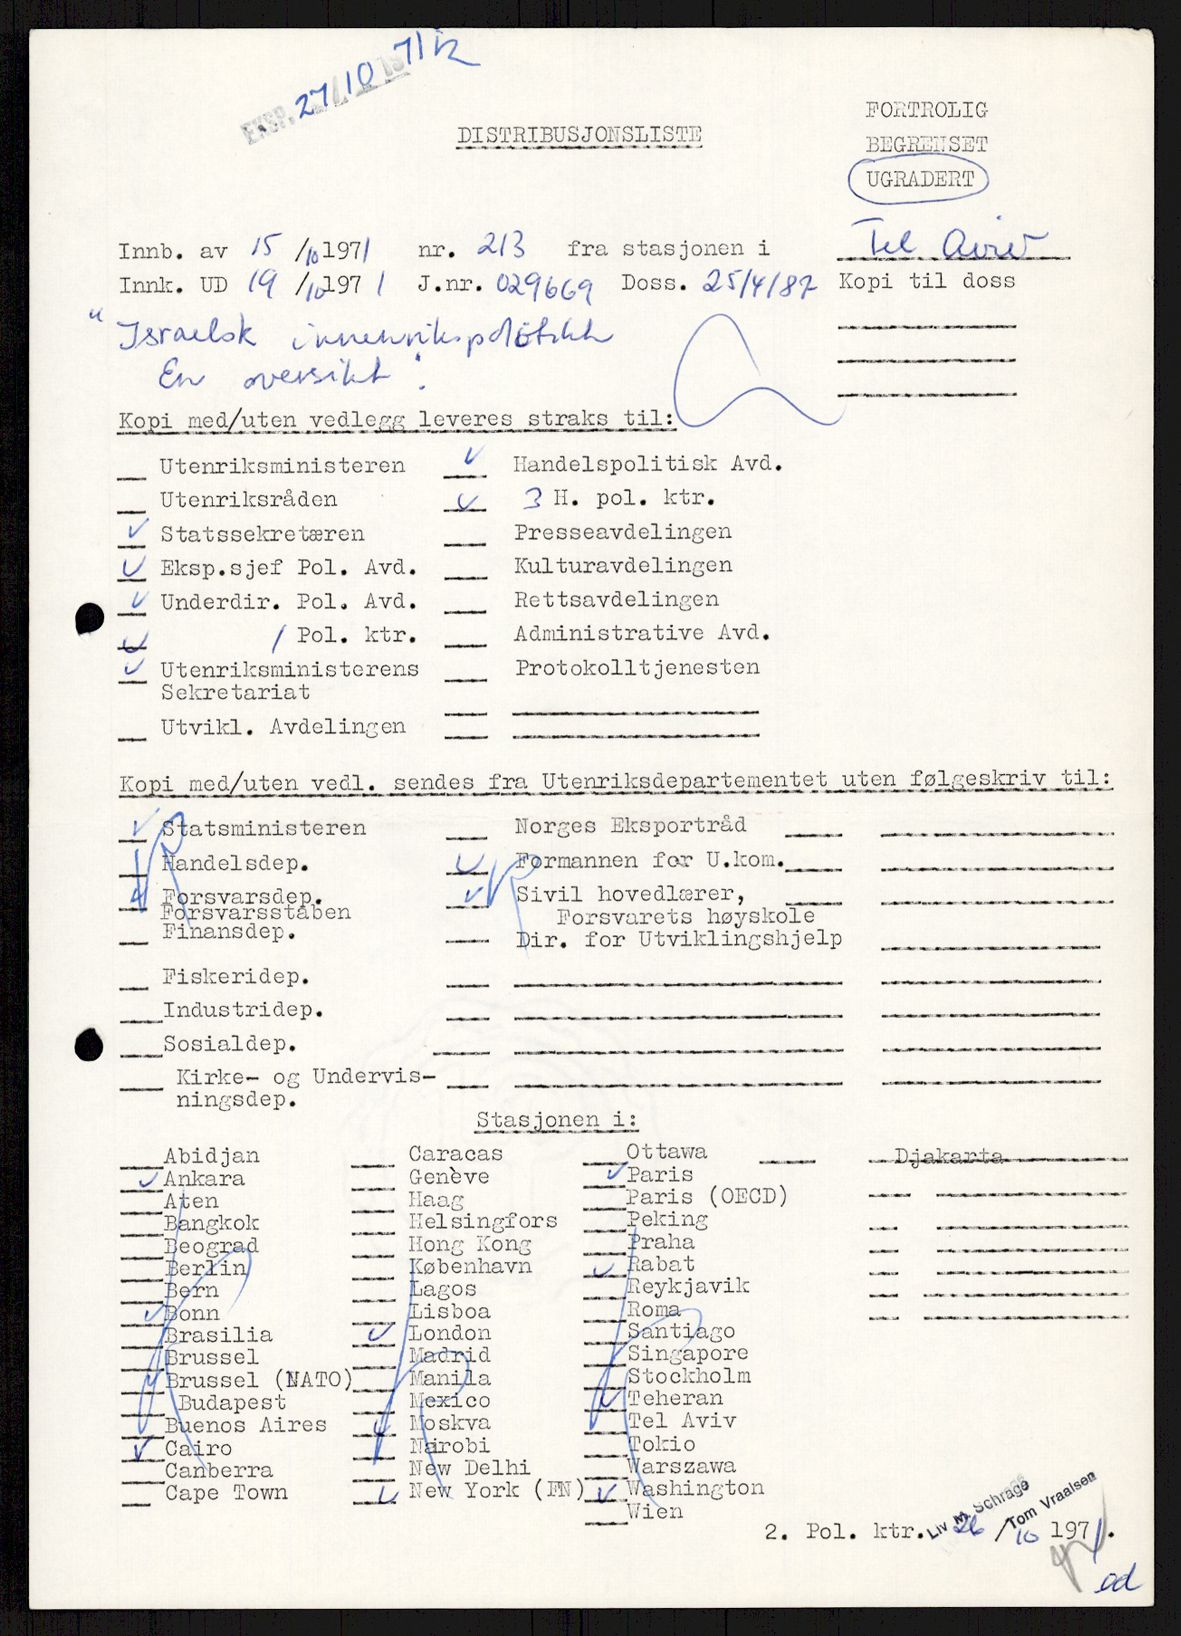 EKSP. 27/10 71
DISTRIBUSJONSLISTE
FORTROLIG
BEGRENSET
UGRADERT
Innb. av 15/10 1971 nr. 213 fra stasjonen i Tel Aviv
Innk. UD 19/10 1971 J.nr. 029669 Doss. 25/4/87 Kopi til doss
"Israelsk innenrikspolitikk
En oversikt".
Kopi med/uten vedlegg leveres straks til:
Utenriksministeren ✓ Handelspolitisk Avd.
Utenriksråden ✓ 3 H. pol. ktr.
✓ Statssekretæren Presseavdelingen
✓ Eksp.sjef Pol. Avd. Kulturavdelingen
✓ Underdir. Pol. Avd. Rettsavdelingen
✓ / Pol. ktr. Administrative Avd.
✓ Utenriksministerens Protokolltjenesten
Sekretariat
Utvikl. Avdelingen
Kopi med/uten vedl. sendes fra Utenriksdepartementet uten følgeskriv til:
✓ Statsministeren Norges Eksportråd
Handelsdep. ✓ Formannen for U.kom.
Forsvarsdep. ✓ Sivil hovedlærer,
Forsvarsstaben Forsvarets høyskole
Finansdep. Dir. for Utviklingshjelp
Fiskeridep.
Industridep.
Sosialdep.
Kirke- og Undervis-
ningsdep.
Stasjonen i:
Abidjan Caracas Ottawa Djakarta
✓ Ankara Genève ✓ Paris
Aten Haag Paris (OECD)
Bangkok Helsingfors Peking
Beograd Hong Kong Praha
Berlin København ✓ Rabat
Bern Lagos Reykjavik
✓ Bonn Lisboa Roma
Brasilia ✓ London Santiago
Brussel Madrid Singapore
✓ Brussel (NATO) Manila Stockholm
Budapest Mexico ✓ Teheran
Buenos Aires ✓ Moskva Tel Aviv
✓ Cairo Nairobi Tokio
Canberra New Delhi Warszawa
Cape Town ✓ New York (FN) ✓ Washington
Wien
Liv M. Schrage
Tom Vraalsen
2. Pol. ktr. 26/10 1971.